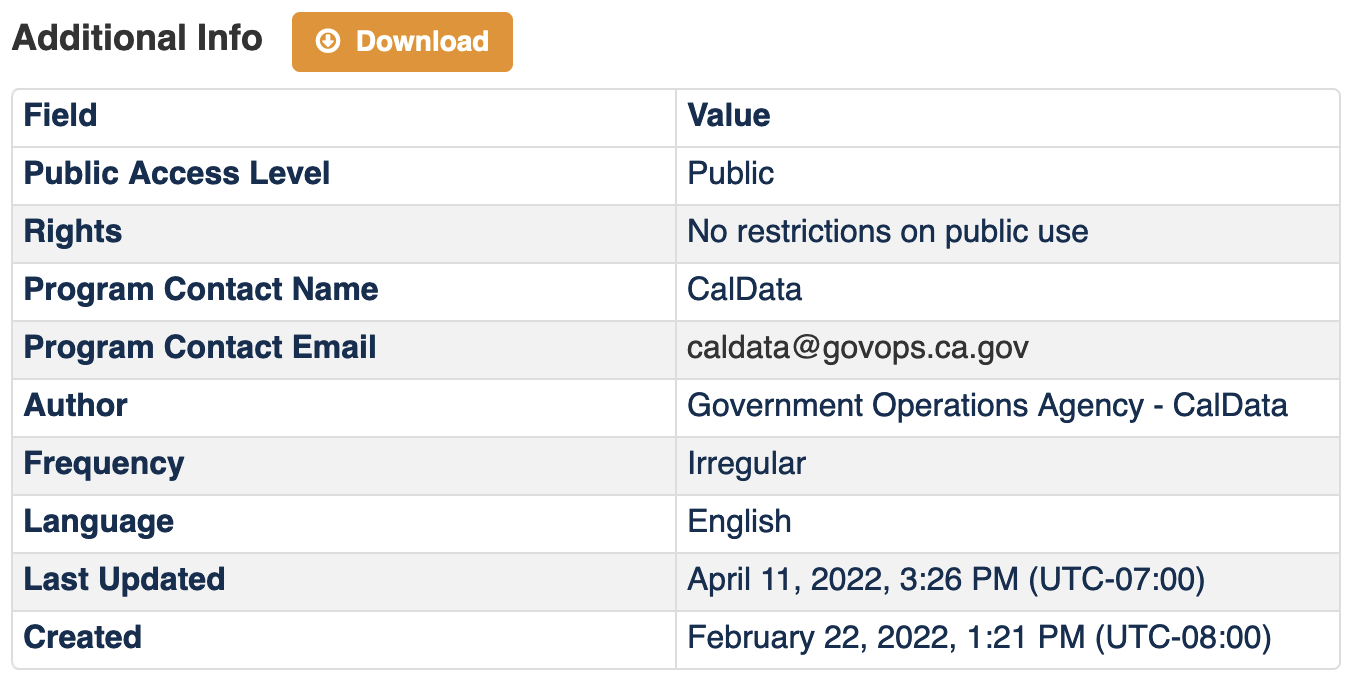 Additional Info
Download
Field Value
Public Access Level Public
Rights No restrictions on public use
Program Contact Name CalData
Program Contact Email caldata@govops.ca.gov
Author Government Operations Agency - CalData
Frequency Irregular
Language English
Last Updated April 11, 2022, 3:26 PM (UTC-07:00)
Created February 22, 2022, 1:21 PM (UTC-08:00)